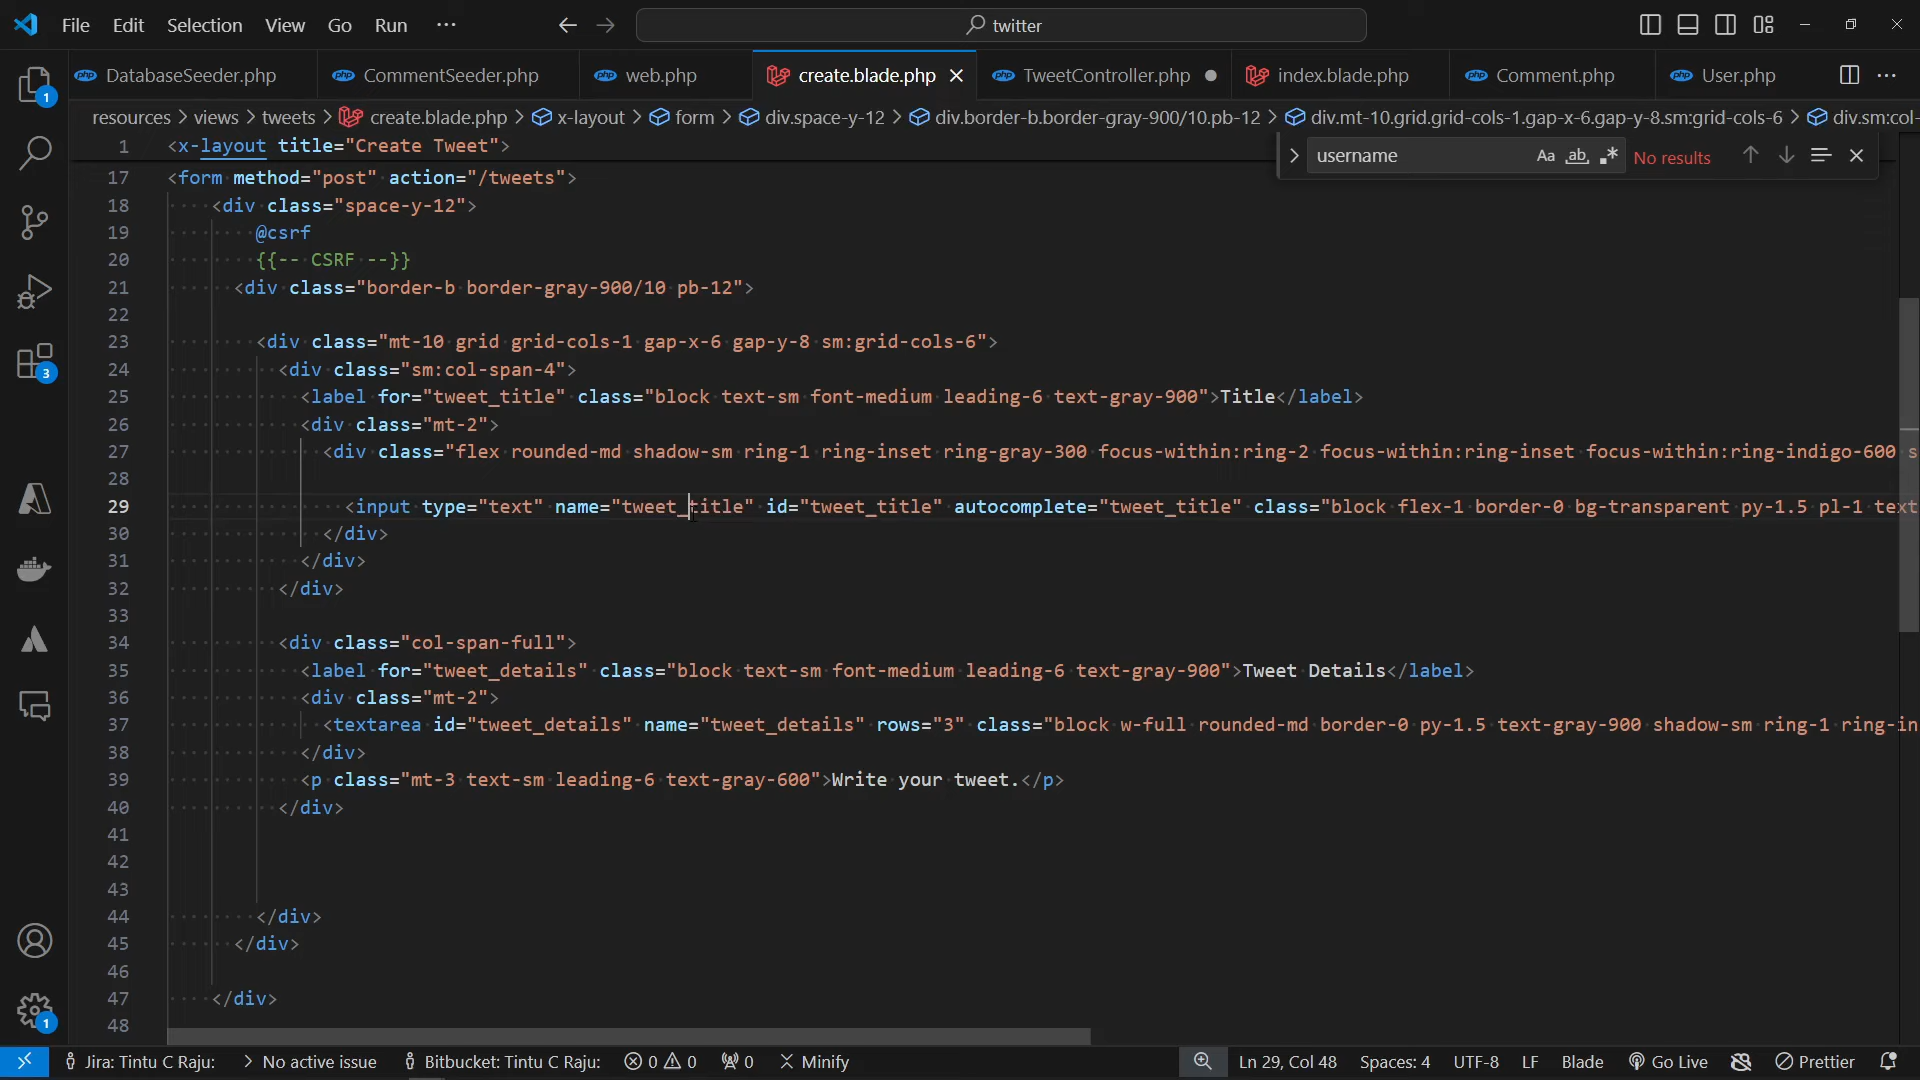 File Edit Selection View Go Run ··· twitter
DatabaseSeeder.php CommentSeeder.php web.php create.blade.php TweetController.php index.blade.php Comment.php User.php
resources > views > tweets > create.blade.php > x-layout > form > div.space-y-12 > div.border-b.border-gray-900/10.pb-12 > div.mt-10.grid.grid-cols-1.gap-x-6.gap-y-8.sm:grid-cols-6 > div.sm:col-
username Aa ab .* No results
1 <x-layout title="Create Tweet">
17 <form method="post" action="/tweets">
18 <div class="space-y-12">
19 @csrf
20 {{-- CSRF --}}
21 <div class="border-b border-gray-900/10 pb-12">
22
23 <div class="mt-10 grid grid-cols-1 gap-x-6 gap-y-8 sm:grid-cols-6">
24 <div class="sm:col-span-4">
25 <label for="tweet_title" class="block text-sm font-medium leading-6 text-gray-900">Title</label>
26 <div class="mt-2">
27 <div class="flex rounded-md shadow-sm ring-1 ring-inset ring-gray-300 focus-within:ring-2 focus-within:ring-inset focus-within:ring-indigo-600 s
28
29 <input type="text" name="tweet_title" id="tweet_title" autocomplete="tweet_title" class="block flex-1 border-0 bg-transparent py-1.5 pl-1 text
30 </div>
31 </div>
32 </div>
33
34 <div class="col-span-full">
35 <label for="tweet_details" class="block text-sm font-medium leading-6 text-gray-900">Tweet Details</label>
36 <div class="mt-2">
37 <textarea id="tweet_details" name="tweet_details" rows="3" class="block w-full rounded-md border-0 py-1.5 text-gray-900 shadow-sm ring-1 ring-in
38 </div>
39 <p class="mt-3 text-sm leading-6 text-gray-600">Write your tweet.</p>
40 </div>
41
42
43
44 </div>
45 </div>
46
47 </div>
48
1
3
1
Jira: Tintu C Raju: > No active issue Bitbucket: Tintu C Raju: 0 0 0 Minify Ln 29, Col 48 Spaces: 4 UTF-8 LF Blade Go Live Prettier